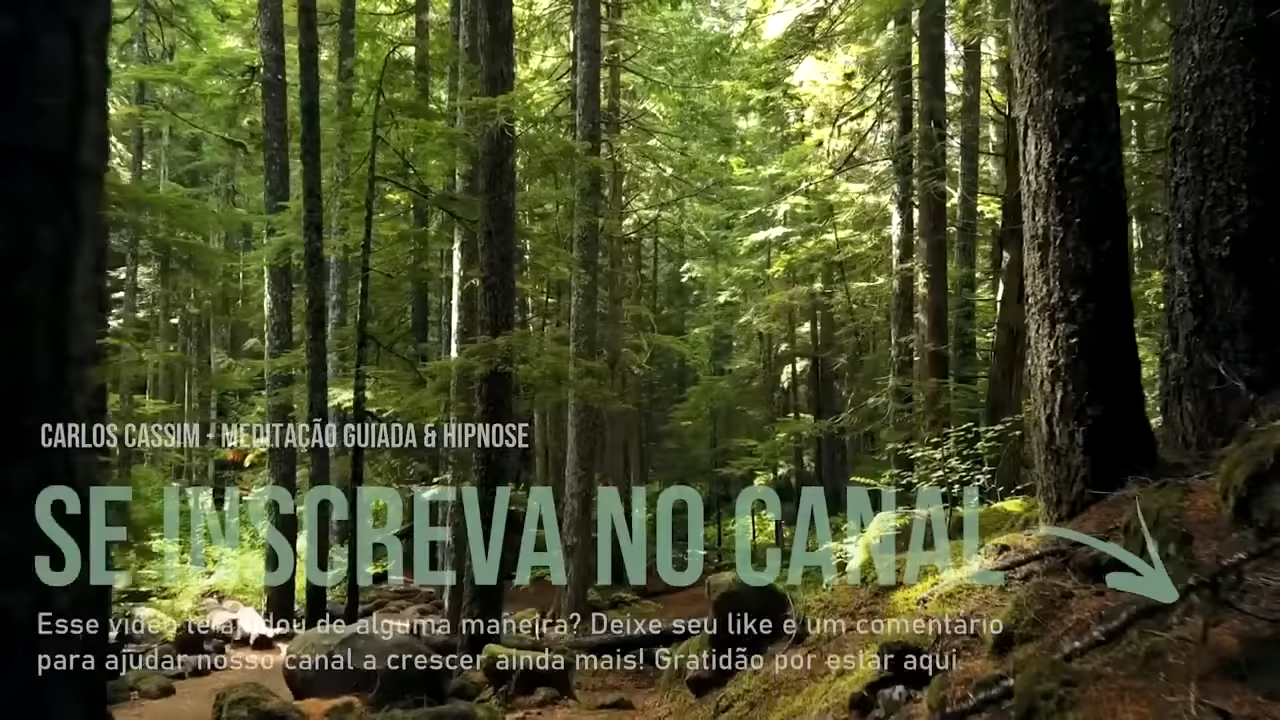 CARLOS CASSIM - MEDITAÇÃO GUIADA & HIPNOSE
SE INSCREVA NO CANAL
Esse vídeo te ajudou de alguma maneira? Deixe seu like e um comentário
para ajudar nosso canal a crescer ainda mais! Gratidão por estar aqui